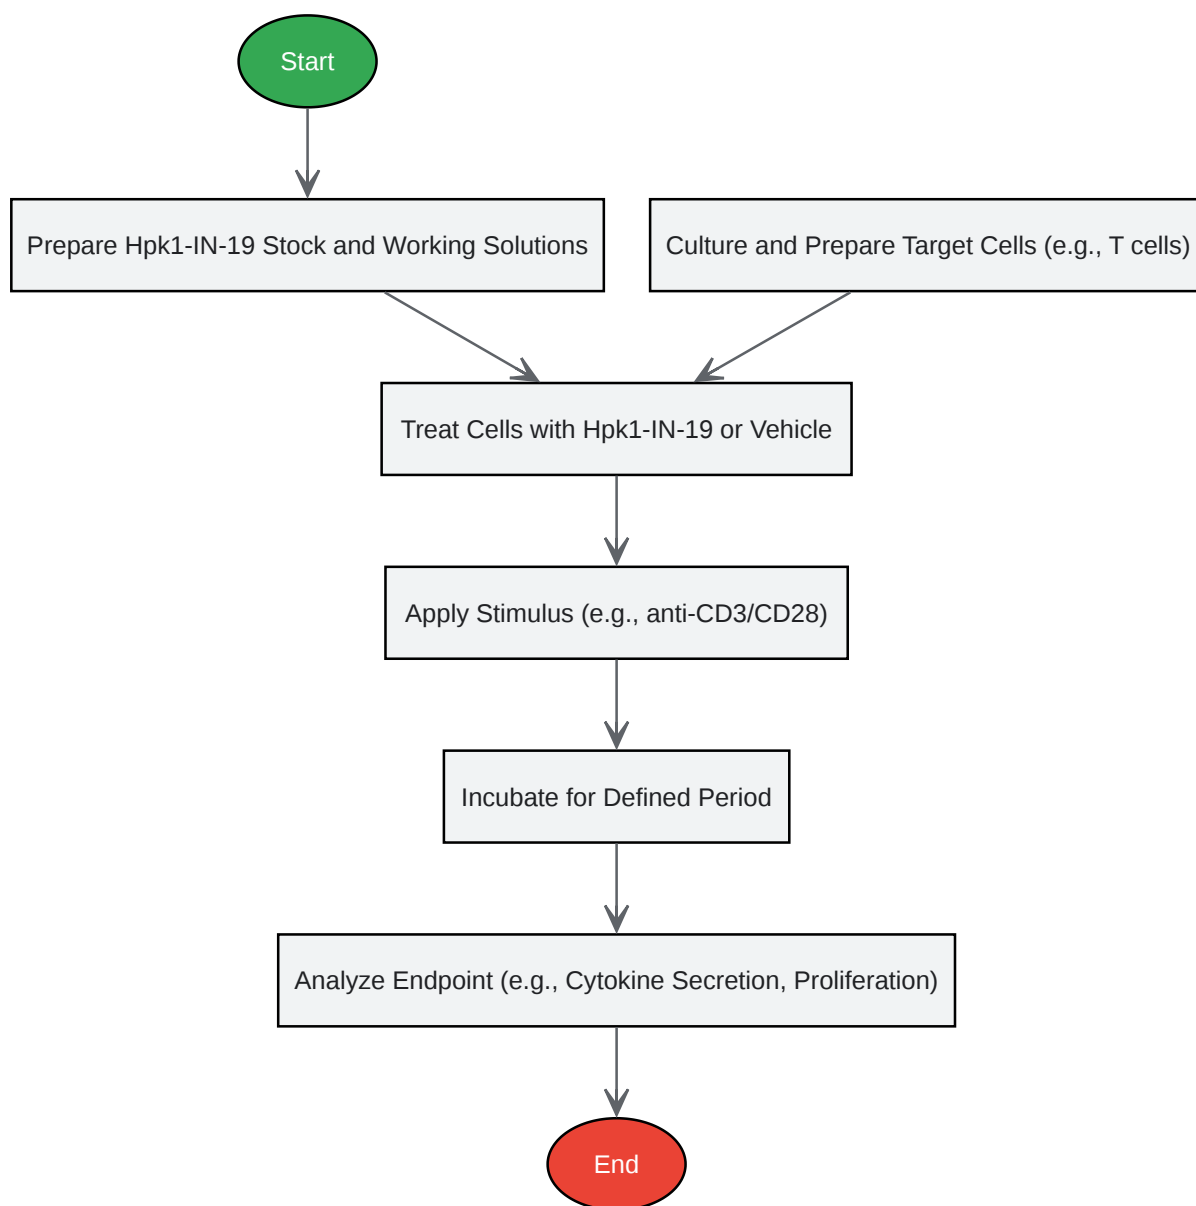 Start
Prepare Hpk1-IN-19 Stock and Working Solutions
Culture and Prepare Target Cells (e.g., T cells)
Treat Cells with Hpk1-IN-19 or Vehicle
Apply Stimulus (e.g., anti-CD3/CD28)
Incubate for Defined Period
Analyze Endpoint (e.g., Cytokine Secretion, Proliferation)
End